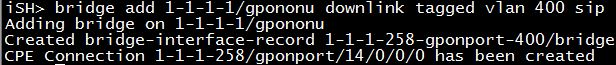 iSH> bridge add 1-1-1-1/gpononu downlink tagged vlan 400 sip
Adding bridge on 1-1-1-1/gpononu
Created bridge-interface-record 1-1-1-258-gponport-400/bridge
CPE Connection 1-1-1-258/gponport/14/0/0/0 has been created